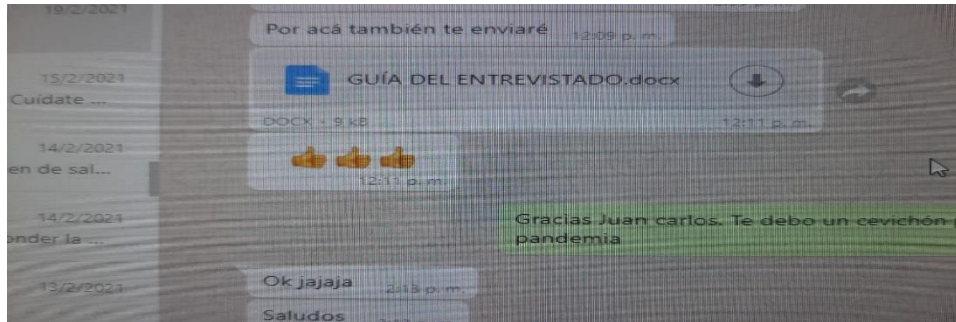 19/2/2021
15/2/2021
Cuídate ...
14/2/2021
en de sal...
14/2/2021
onder la ...
13/2/2021
Por acá también te enviaré 12:09 p. m.
GUÍA DEL ENTREVISTADO.docx
DOCX • 9 kB 12:11 p. m.
👍👍👍
12:11 p. m.
Gracias Juan carlos. Te debo un cevichón
pandemia
Ok jajaja 2:13 p. m.
Saludos